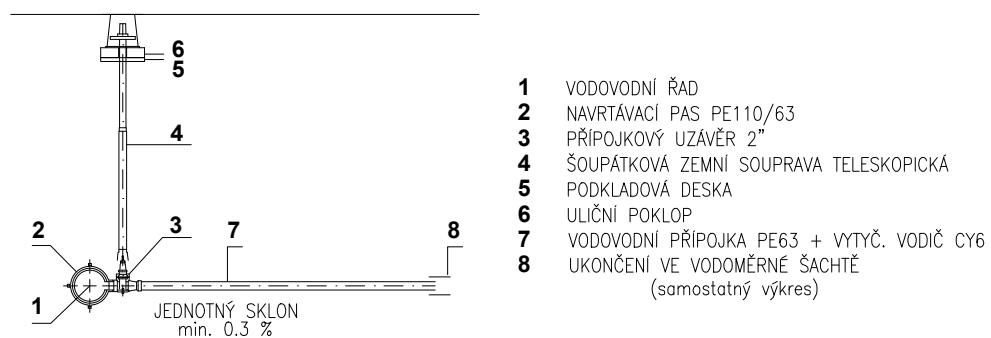 6
5
4
2
3
7
8
1
JEDNOTNÝ SKLON
min. 0.3 %
1 VODOVODNÍ ŘAD
2 NAVRTÁVACÍ PAS PE110/63
3 PŘÍPOJKOVÝ UZÁVĚR 2"
4 ŠOUPÁTKOVÁ ZEMNÍ SOUPRAVA TELESKOPICKÁ
5 PODKLADOVÁ DESKA
6 ULIČNÍ POKLOP
7 VODOVODNÍ PŘÍPOJKA PE63 + VYTYČ. VODIČ CY6
8 UKONČENÍ VE VODOMĚRNÉ ŠACHTĚ
(samostatný výkres)